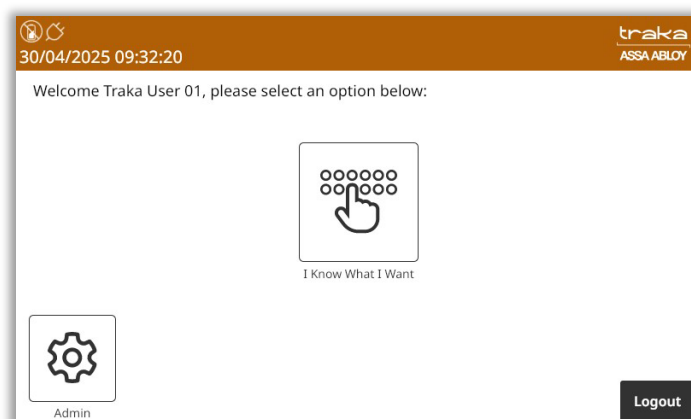 30/04/2025 09:32:20
traka
ASSA ABLOY
Welcome Traka User 01, please select an option below:
I Know What I Want
Admin
Logout